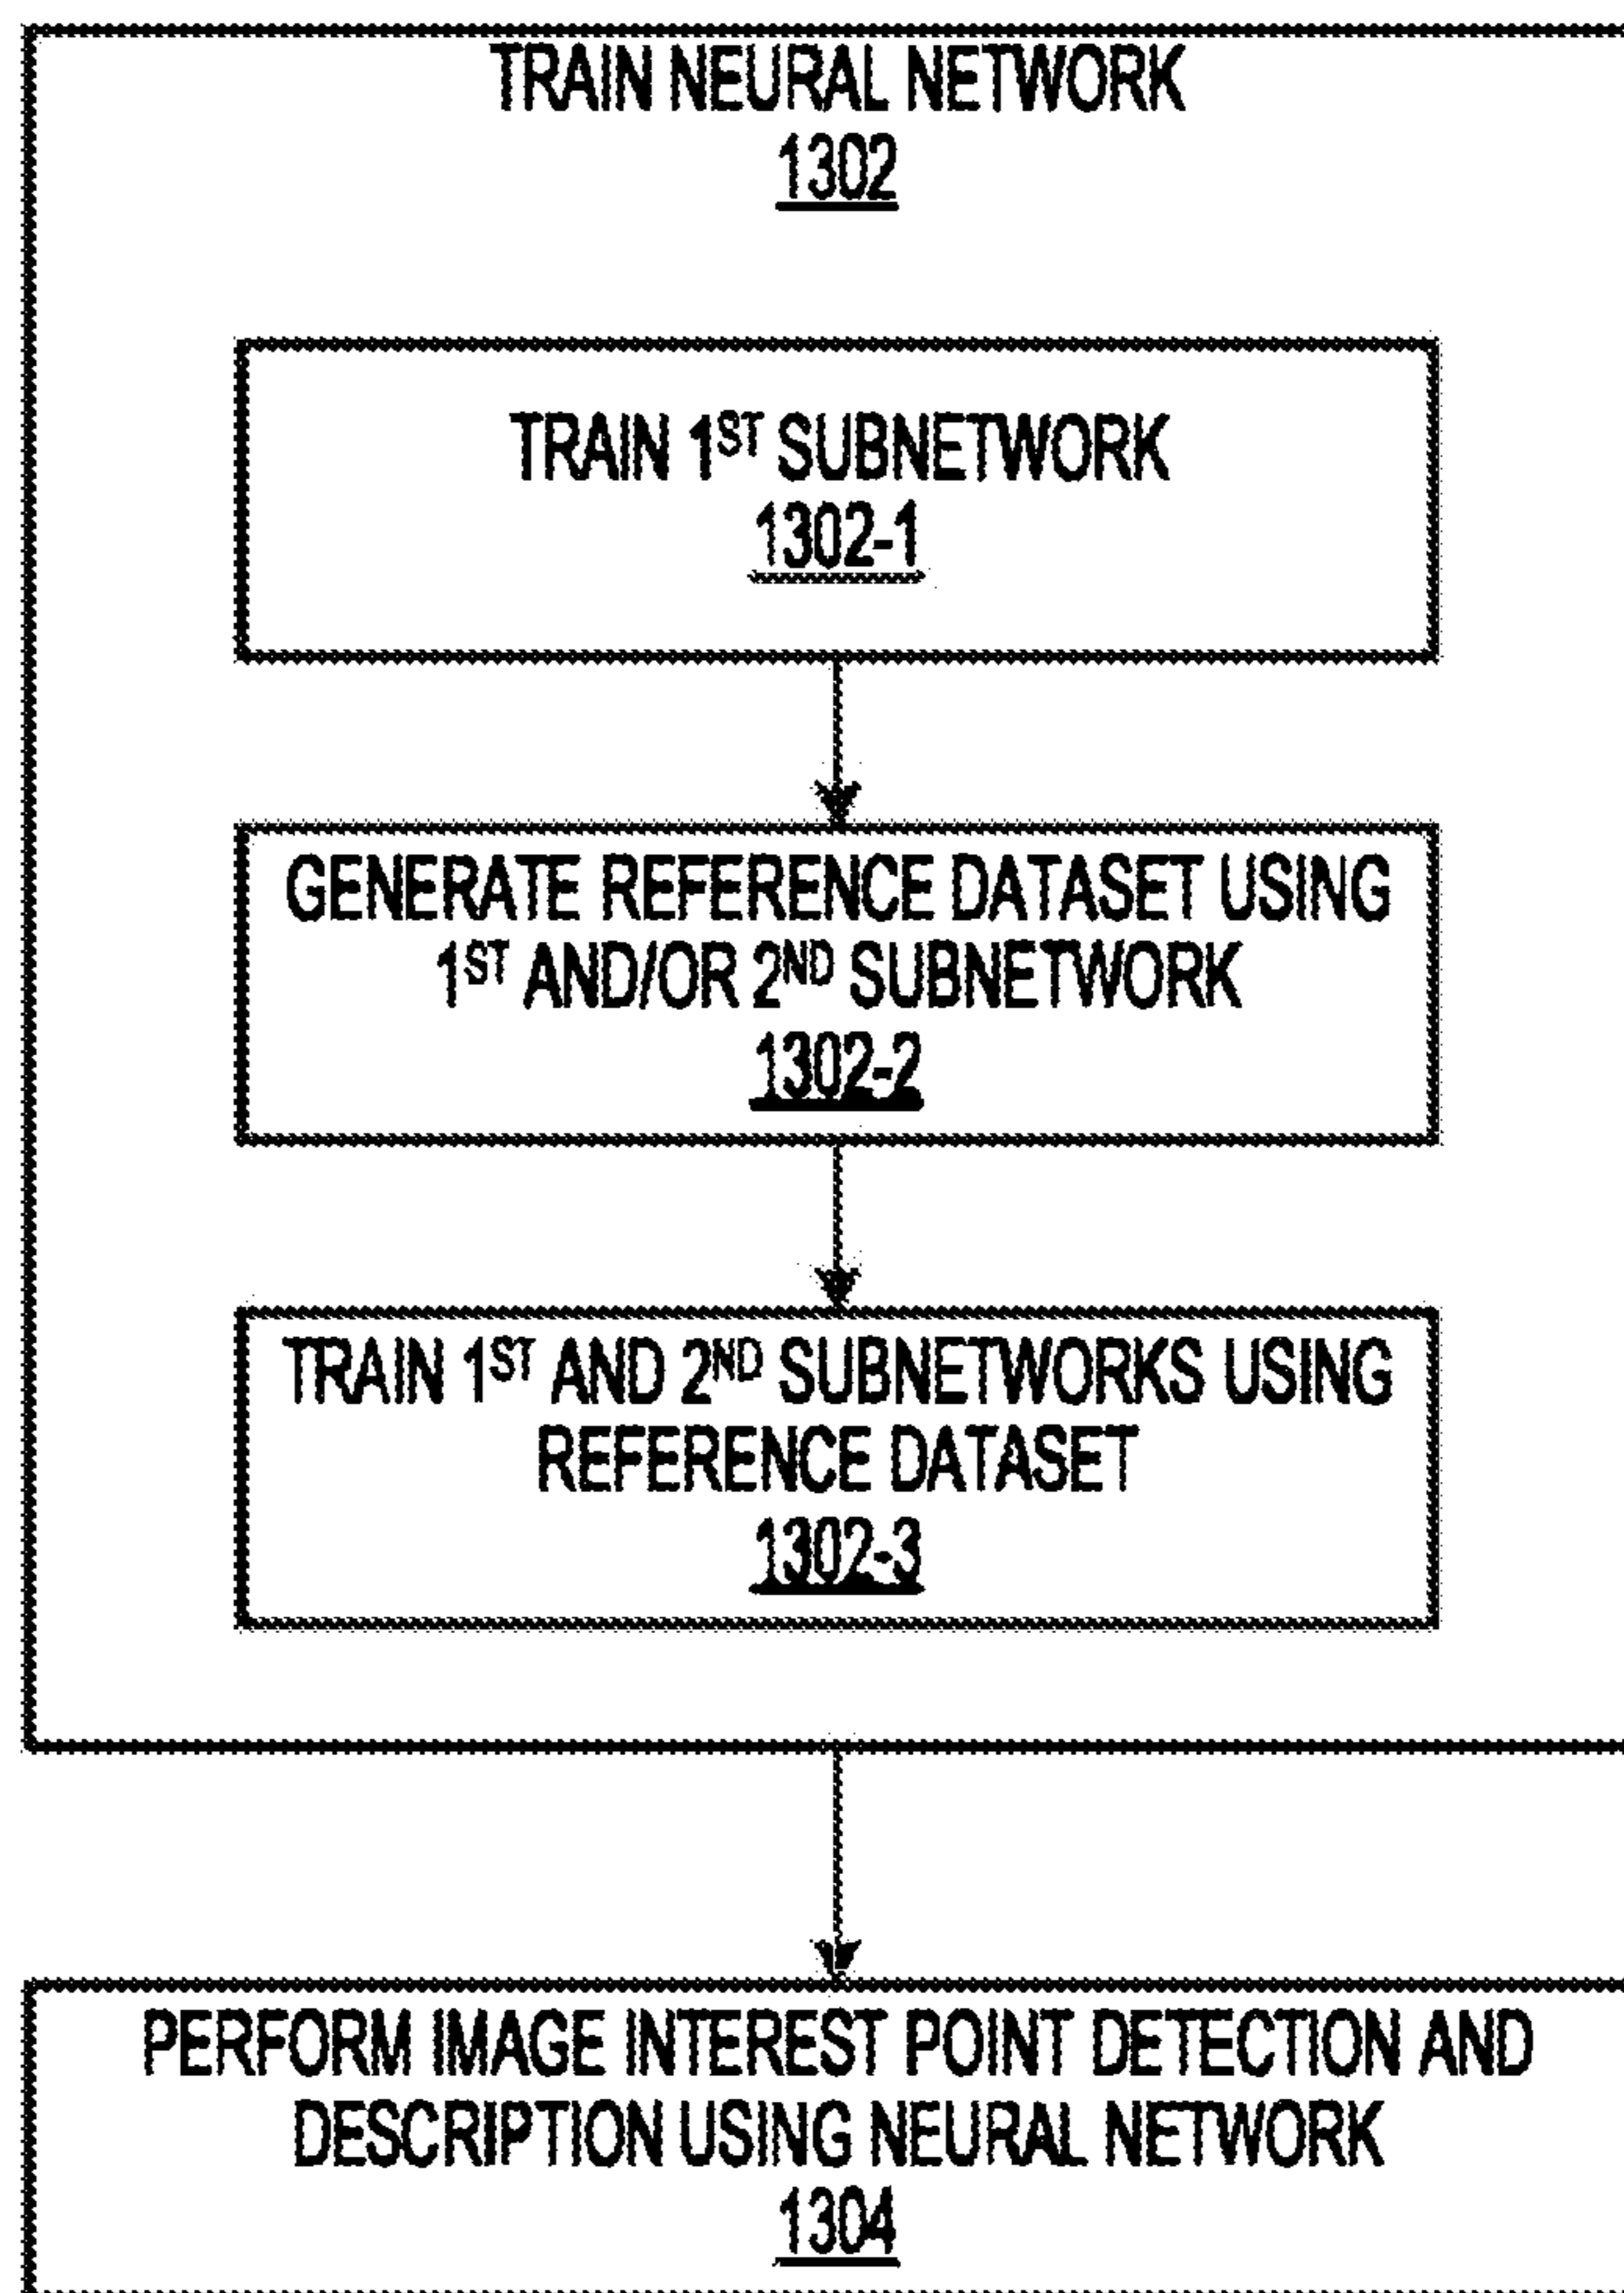 TRAIN NEURAL NETWORK
1302
TRAIN 1ST SUBNETWORK
1302-1
GENERATE REFERENCE DATASET USING
1ST AND/OR 2ND SUBNETWORK
1302-2
TRAIN 1ST AND 2ND SUBNETWORKS USING
REFERENCE DATASET
1302-3
PERFORM IMAGE INTEREST POINT DETECTION AND
DESCRIPTION USING NEURAL NETWORK
1304